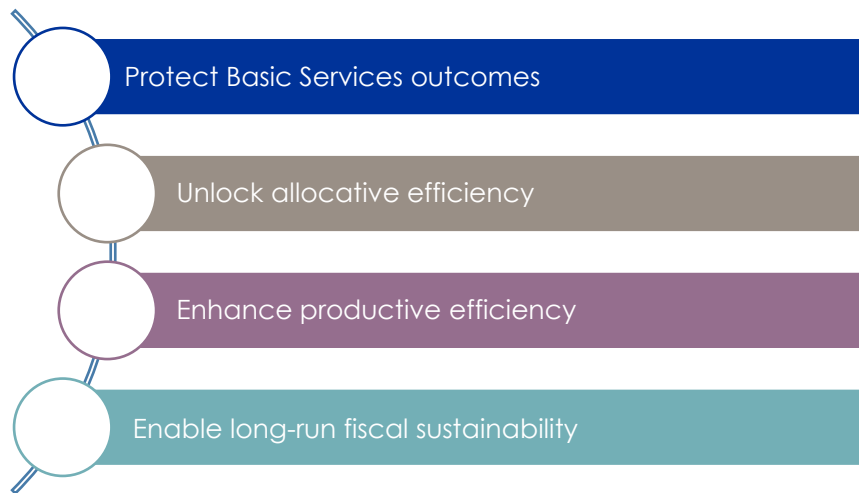 Protect Basic Services outcomes
Unlock allocative efficiency
Enhance productive efficiency
Enable long-run fiscal sustainability